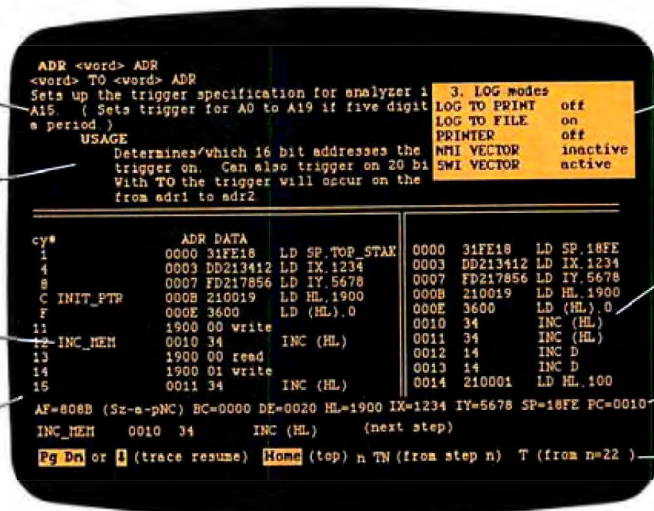 ADR <word> ADR
<word> TO <word> ADR
Sets up the trigger specification for analyzer i
A15. ( Sets trigger for A0 to A19 if five digit
a period.)
USAGE
Determines/which 16 bit addresses the
trigger on. Can also trigger on 20 bi
With TO the trigger will occur on the
from adr1 to adr2
3. LOG modes
LOG TO PRINT off
LOG TO FILE on
PRINTER off
NMI VECTOR inactive
SWI VECTOR active
cy# ADR DATA
1 0000 31FE18 LD SP,TOP_STAK
4 0003 DD213412 LD IX,1234
8 0007 FD217856 LD IY,5678
C INIT_PTR 000B 210019 LD HL,1900
F 000E 3600 LD (HL),0
11 1900 00 write
12 INC_MEM 0010 34 INC (HL)
13 1900 00 read
14 1900 01 write
15 0011 34 INC (HL)
0000 31FE18 LD SP,18FE
0003 DD213412 LD IX,1234
0007 FD217856 LD IY,5678
000B 210019 LD HL,1900
000E 3600 LD (HL),0
0010 34 INC (HL)
0011 34 INC (HL)
0012 14 INC D
0013 14 INC D
0014 210001 LD HL,100
AF=808B (Sz-a-pNC) BC=0000 DE=0020 HL=1900 IX=1234 IY=5678 SP=18FE PC=0010
INC_MEM 0010 34 INC (HL) (next step)
Pg Dn or ↓ (trace resume) Home (top) n TN (from step n) T (from n=22 )